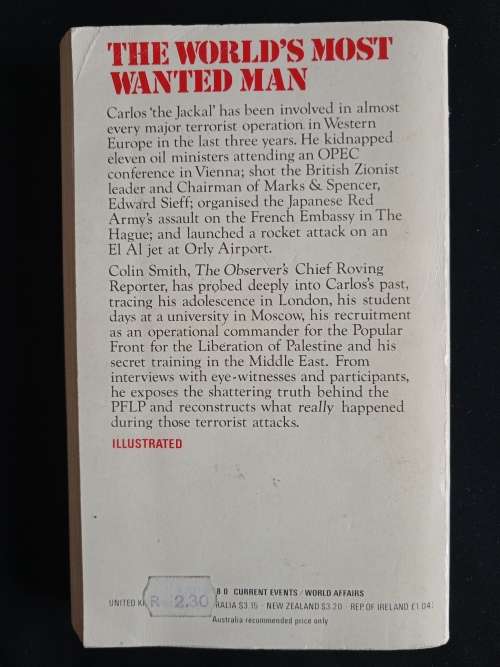 THE WORLD'S MOST
WANTED MAN
Carlos 'the Jackal' has been involved in almost
every major terrorist operation in Western
Europe in the last three years. He kidnapped
eleven oil ministers attending an OPEC
conference in Vienna; shot the British Zionist
leader and Chairman of Marks & Spencer,
Edward Sieff; organised the Japanese Red
Army's assault on the French Embassy in The
Hague; and launched a rocket attack on an
El Al jet at Orly Airport.
Colin Smith, The Observer's Chief Roving
Reporter, has probed deeply into Carlos's past,
tracing his adolescence in London, his student
days at a university in Moscow, his recruitment
as an operational commander for the Popular
Front for the Liberation of Palestine and his
secret training in the Middle East. From
interviews with eye-witnesses and participants,
he exposes the shattering truth behind the
PFLP and reconstructs what really happened
during those terrorist attacks.
ILLUSTRATED
8 0 CURRENT EVENTS / WORLD AFFAIRS
UNITED R 2.30 RALIA $3.15 · NEW ZEALAND $3.20 · REP. OF IRELAND £1.04
Australia recommended price only